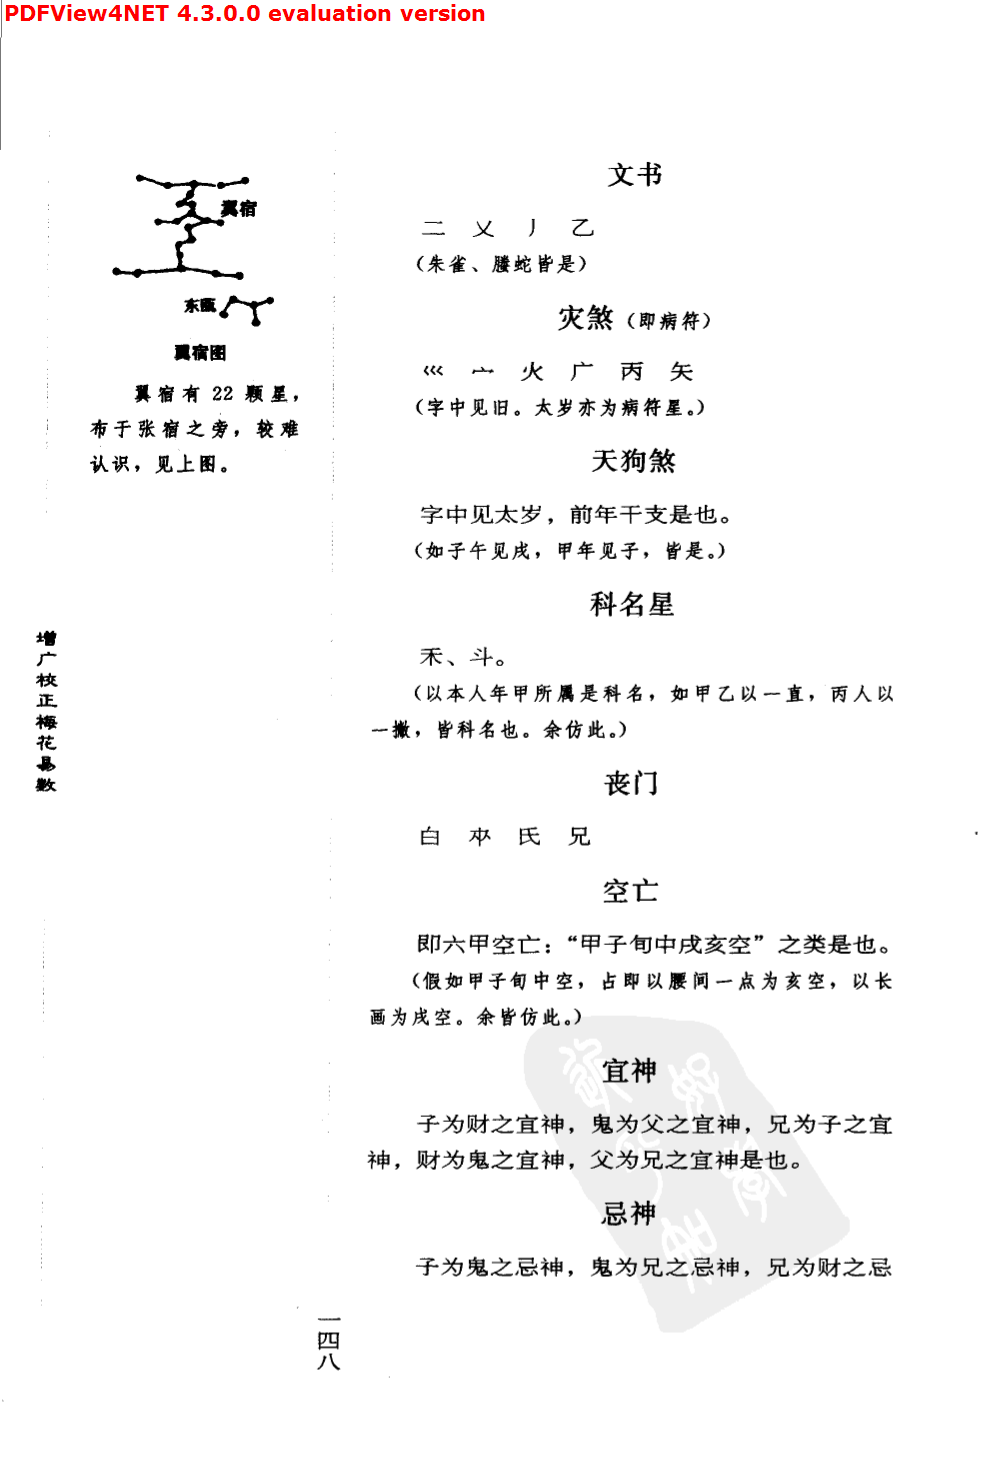 PDFView4NET 4.3.0.0 evaluation version
翼宿
东瓯
翼宿图
翼宿有 22 颗星，
布于张宿之旁，较难
认识，见上图。
增广校正梅花易数
文书
二 乂 丿 乙
（朱雀、螣蛇皆是）
灾煞（即病符）
巛 亠 火 广 丙 矢
（字中见旧。太岁亦为病符星。）
天狗煞
字中见太岁，前年干支是也。
（如子午见戌，甲年见子，皆是。）
科名星
禾、斗。
（以本人年甲所属是科名，如甲乙以一直，丙人以
一撇，皆科名也。余仿此。）
丧门
白 㠪 氏 兄
空亡
即六甲空亡：“甲子旬中戌亥空”之类是也。
（假如甲子旬中空，占即以腰间一点为亥空，以长
画为戌空。余皆仿此。）
宜神
子为财之宜神，鬼为父之宜神，兄为子之宜
神，财为鬼之宜神，父为兄之宜神是也。
忌神
子为鬼之忌神，鬼为兄之忌神，兄为财之忌
一四八